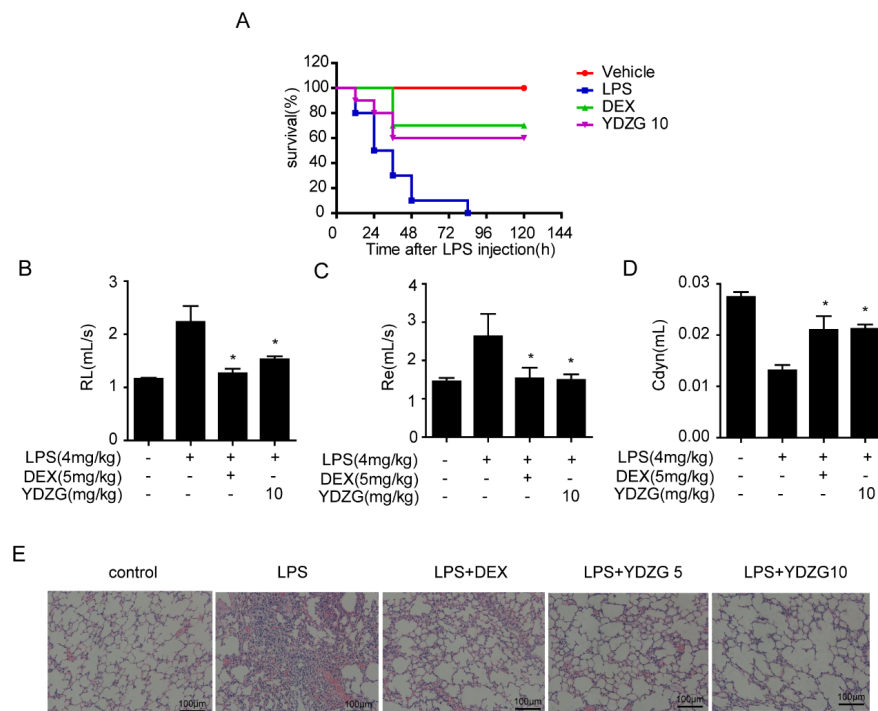 A
survival(%)
120
100
80
60
40
20
0
0 24 48 72 96 120 144
Time after LPS injection(h)
Vehicle
LPS
DEX
YDZG 10
B
RL(mL/s)
3
2
1
0
* *
LPS(4mg/kg) - + + +
DEX(5mg/kg) - - + -
YDZG(mg/kg) - - - 10
C
Re(mL/s)
4
3
2
1
0
* *
LPS(4mg/kg) - + + +
DEX(5mg/kg) - - + -
YDZG(mg/kg) - - - 10
D
Cdyn(mL)
0.03
0.02
0.01
0.00
* *
LPS(4mg/kg) - + + +
DEX(5mg/kg) - - + -
YDZG(mg/kg) - - - 10
E
control LPS LPS+DEX LPS+YDZG 5 LPS+YDZG10
100μm 100μm 100μm 100μm 100μm